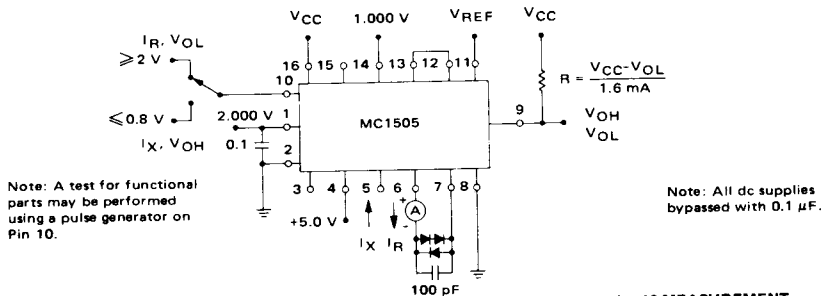 VCC 1.000 V VREF VCC
IR, VOL
≥2 V
16 15 14 13 12 11
10
R = VCC-VOL
1.6 mA
≤0.8 V
2.000 V 1
MC1505
9
VOH
VOL
IX, VOH
0.1
2
Note: A test for functional
parts may be performed
using a pulse generator on
Pin 10.
3 4 5 6 7 8
Note: All dc supplies
bypassed with 0.1 µF.
+5.0 V
+
A
-
IX IR
100 pF